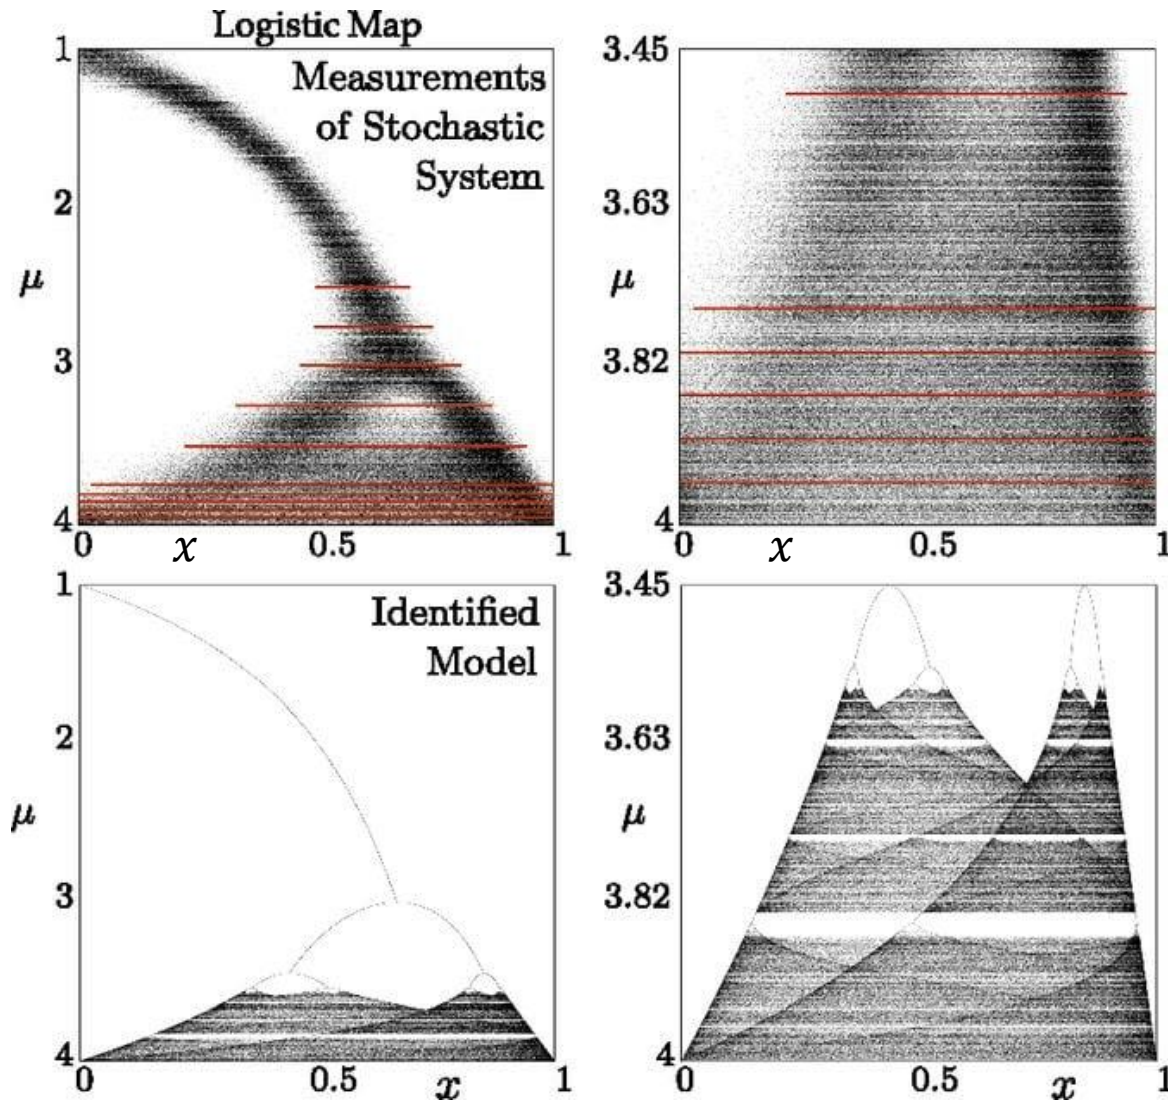 Logistic Map
Measurements
of Stochastic
System
1
2
μ
3
4
0
x
0.5
1
3.45
3.63
μ
3.82
4
0
x
0.5
1
Identified
Model
1
2
μ
3
4
0
0.5
x
1
3.45
3.63
μ
3.82
4
0
0.5
x
1